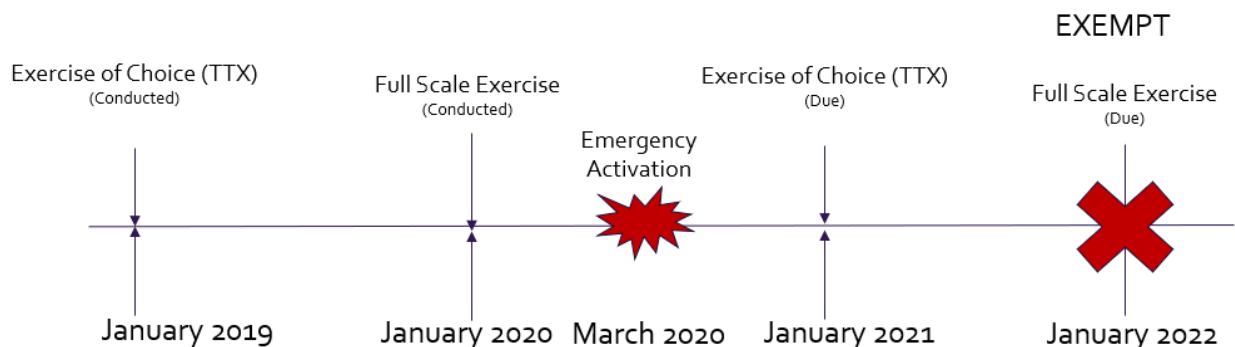 EXEMPT
Exercise of Choice (TTX)
(Conducted)
Full Scale Exercise
(Conducted)
Emergency
Activation
Exercise of Choice (TTX)
(Due)
Full Scale Exercise
(Due)
January 2019
January 2020
March 2020
January 2021
January 2022